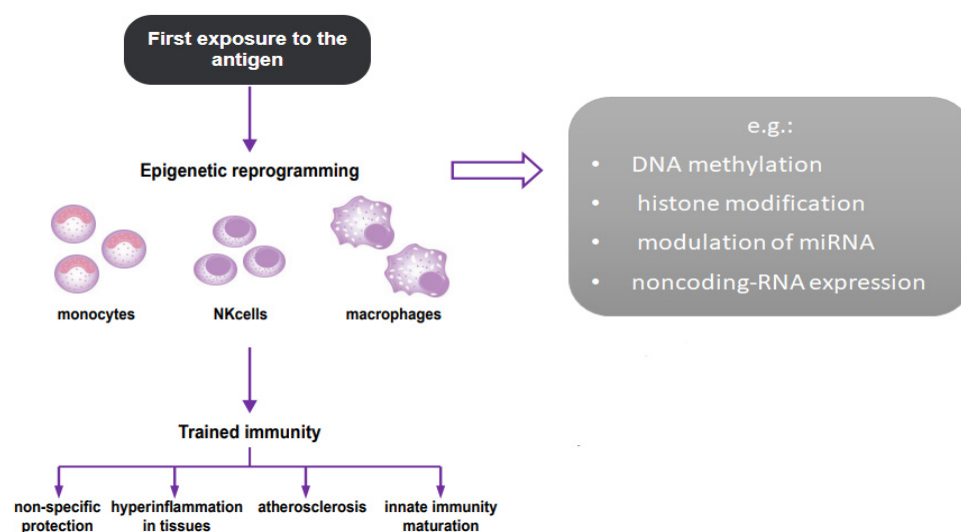 First exposure to the
antigen
Epigenetic reprogramming
e.g.:
• DNA methylation
• histone modification
• modulation of miRNA
• noncoding-RNA expression
monocytes
NKcells
macrophages
Trained immunity
non-specific
protection
hyperinflammation
in tissues
atherosclerosis
innate immunity
maturation